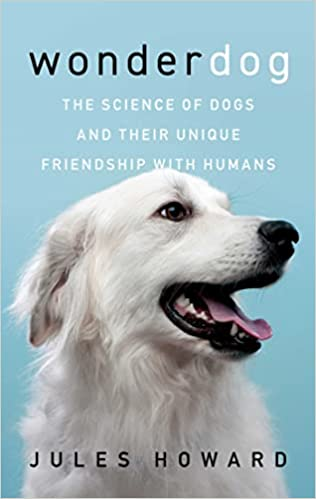 wonderdog
THE SCIENCE OF DOGS
AND THEIR UNIQUE
FRIENDSHIP WITH HUMANS
JULES HOWARD